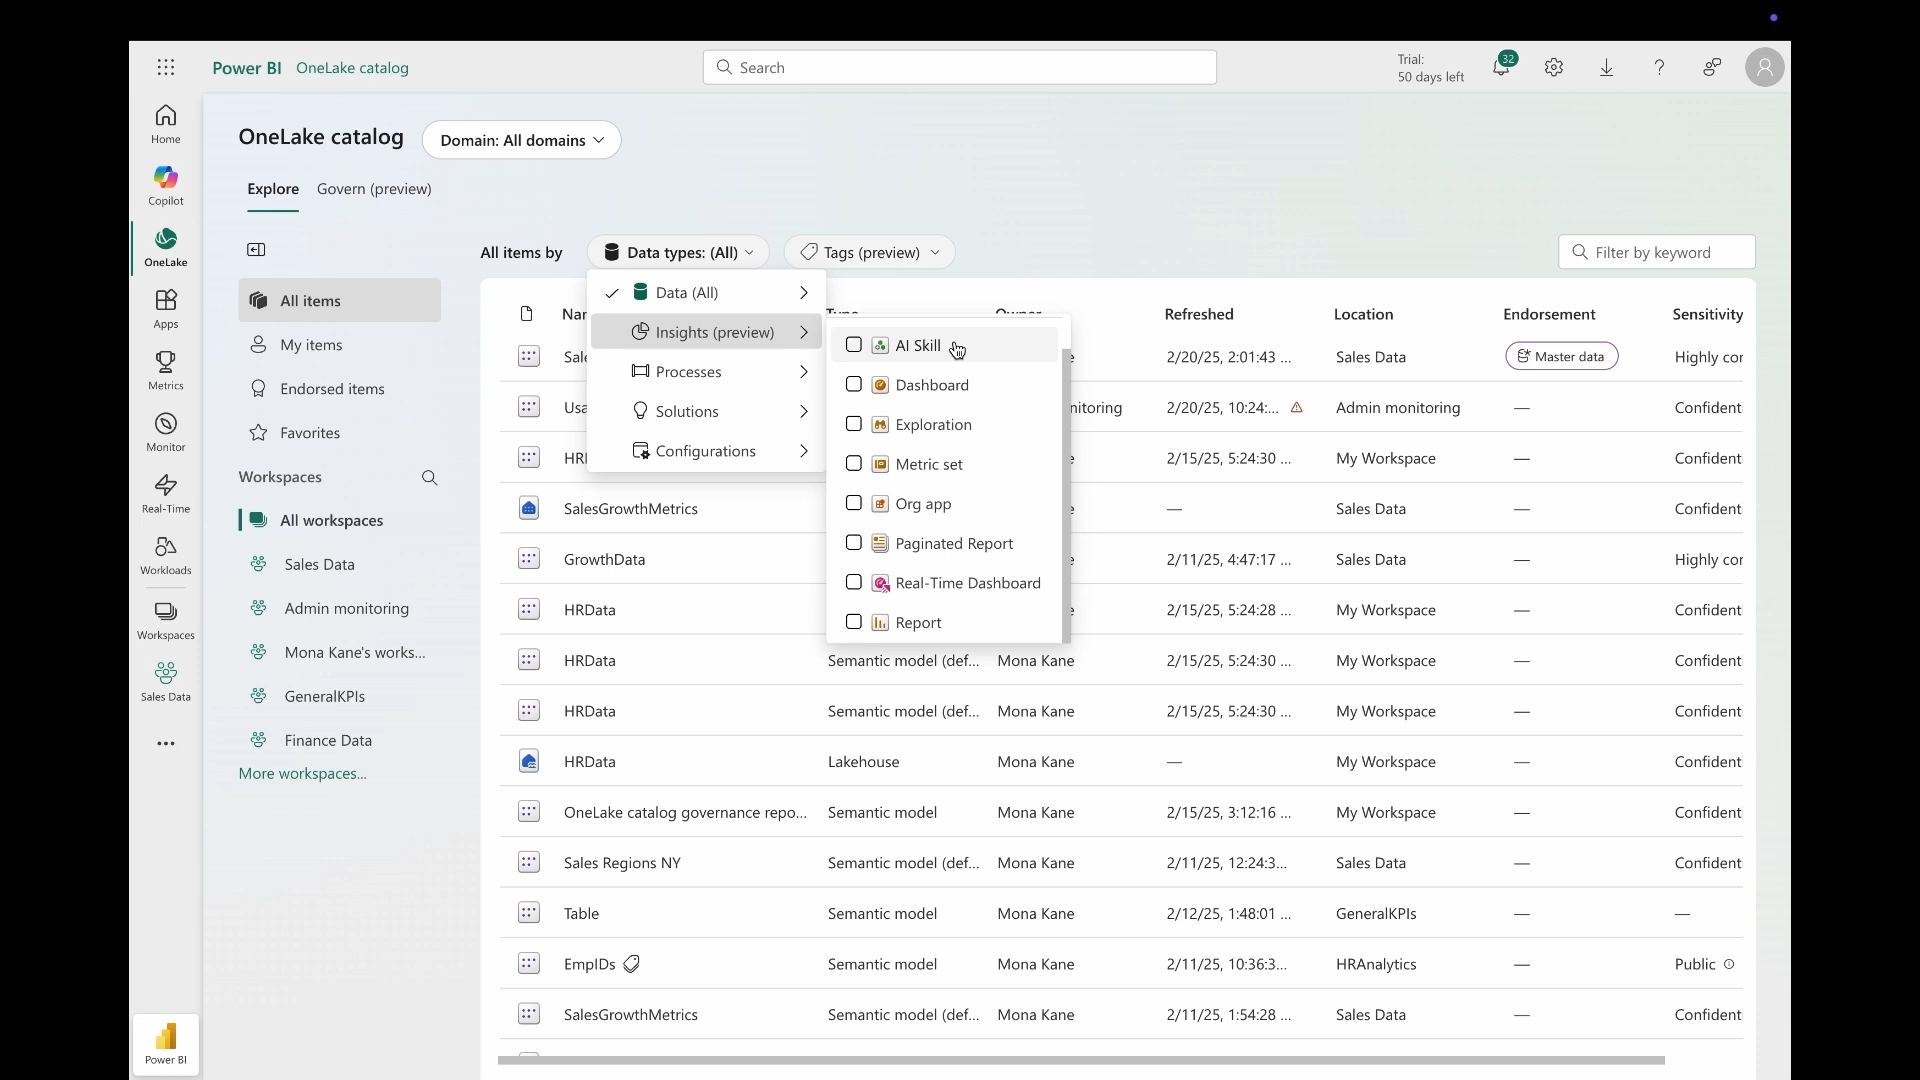 Power BI OneLake catalog
Search
Trial:
50 days left
32
Home
Copilot
OneLake
Apps
Metrics
Monitor
Real-Time
Workloads
Workspaces
Sales Data
Power BI
OneLake catalog
Domain: All domains
Explore
Govern (preview)
All items
My items
Endorsed items
Favorites
Workspaces
All workspaces
Sales Data
Admin monitoring
Mona Kane's works...
GeneralKPIs
Finance Data
More workspaces...
All items by
Data types: (All)
Tags (preview)
Filter by keyword
Data (All)
Insights (preview)
Processes
Solutions
Configurations
AI Skill
Dashboard
Exploration
Metric set
Org app
Paginated Report
Real-Time Dashboard
Report
Refreshed Location Endorsement Sensitivity
2/20/25, 2:01:43 ... Sales Data Master data Highly cor
2/20/25, 10:24:... Admin monitoring — Confident
2/15/25, 5:24:30 ... My Workspace — Confident
SalesGrowthMetrics — Sales Data — Confident
GrowthData 2/11/25, 4:47:17 ... Sales Data — Highly cor
HRData 2/15/25, 5:24:28 ... My Workspace — Confident
HRData Semantic model (def... Mona Kane 2/15/25, 5:24:30 ... My Workspace — Confident
HRData Semantic model (def... Mona Kane 2/15/25, 5:24:30 ... My Workspace — Confident
HRData Lakehouse Mona Kane — My Workspace — Confident
OneLake catalog governance repo... Semantic model Mona Kane 2/15/25, 3:12:16 ... My Workspace — Confident
Sales Regions NY Semantic model (def... Mona Kane 2/11/25, 12:24:3... Sales Data — Confident
Table Semantic model Mona Kane 2/12/25, 1:48:01 ... GeneralKPIs — —
EmpIDs Semantic model Mona Kane 2/11/25, 10:36:3... HRAnalytics — Public
SalesGrowthMetrics Semantic model (def... Mona Kane 2/11/25, 1:54:28 ... Sales Data — Confident